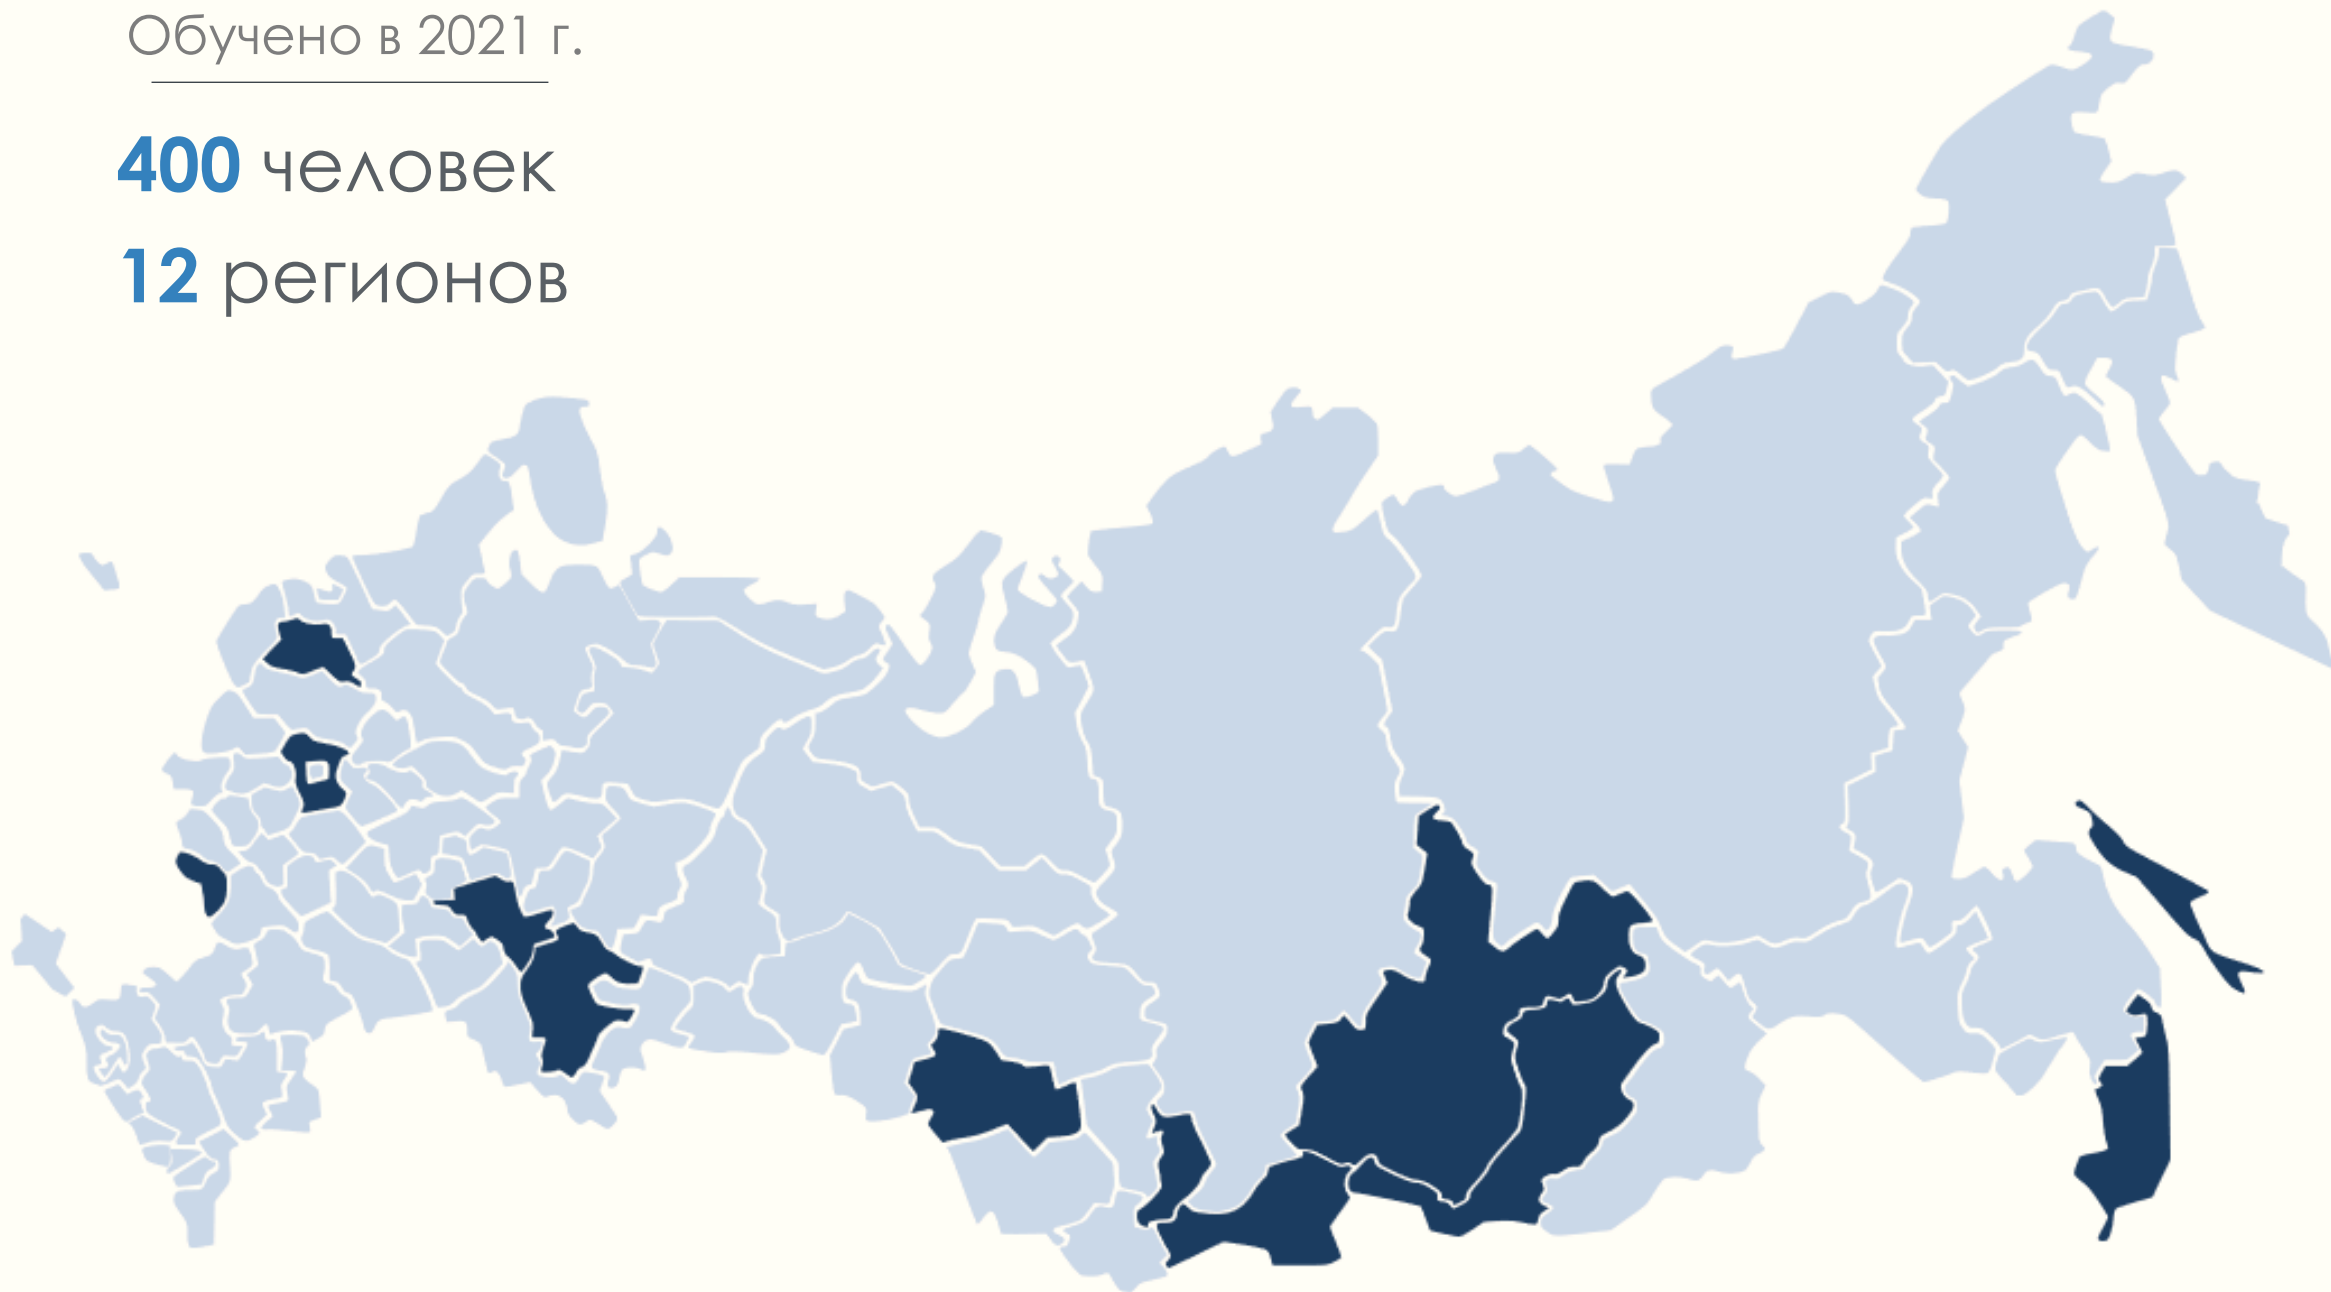 Обучено в 2021 г.
400 человек
12 регионов